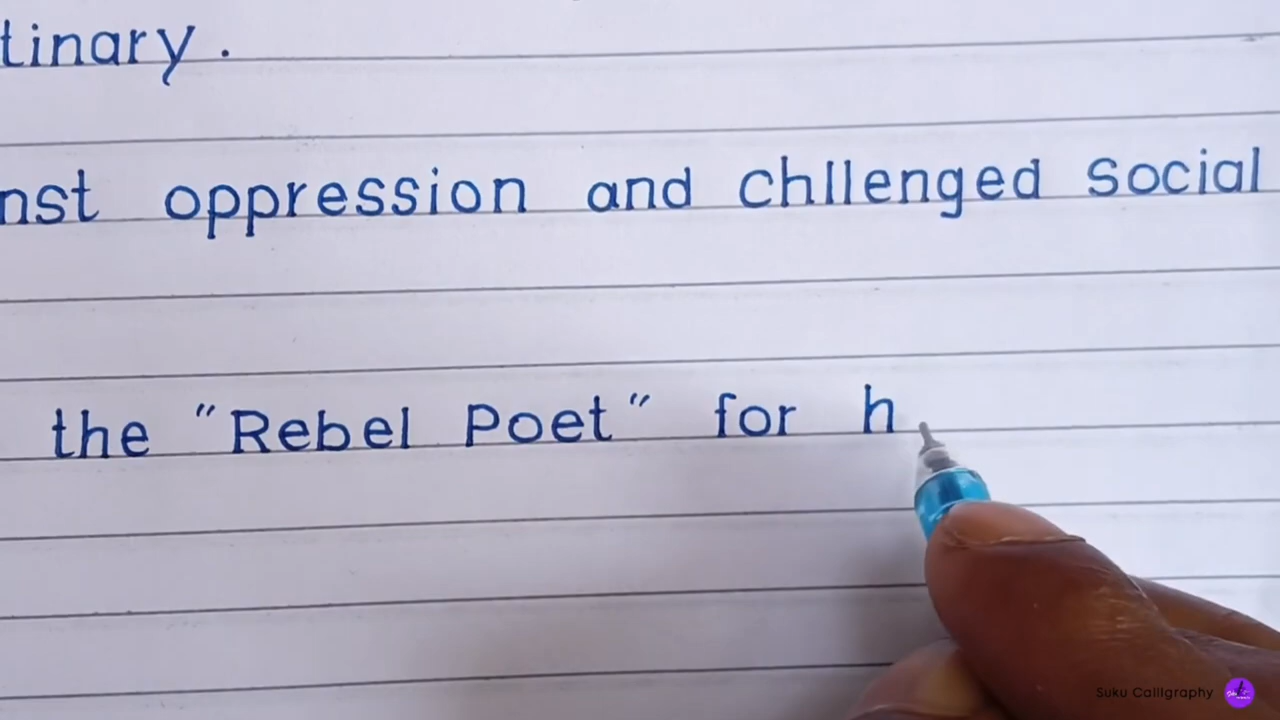 tinary.
nst oppression and chllenged social
the "Rebel Poet" for h
Suku Calligraphy